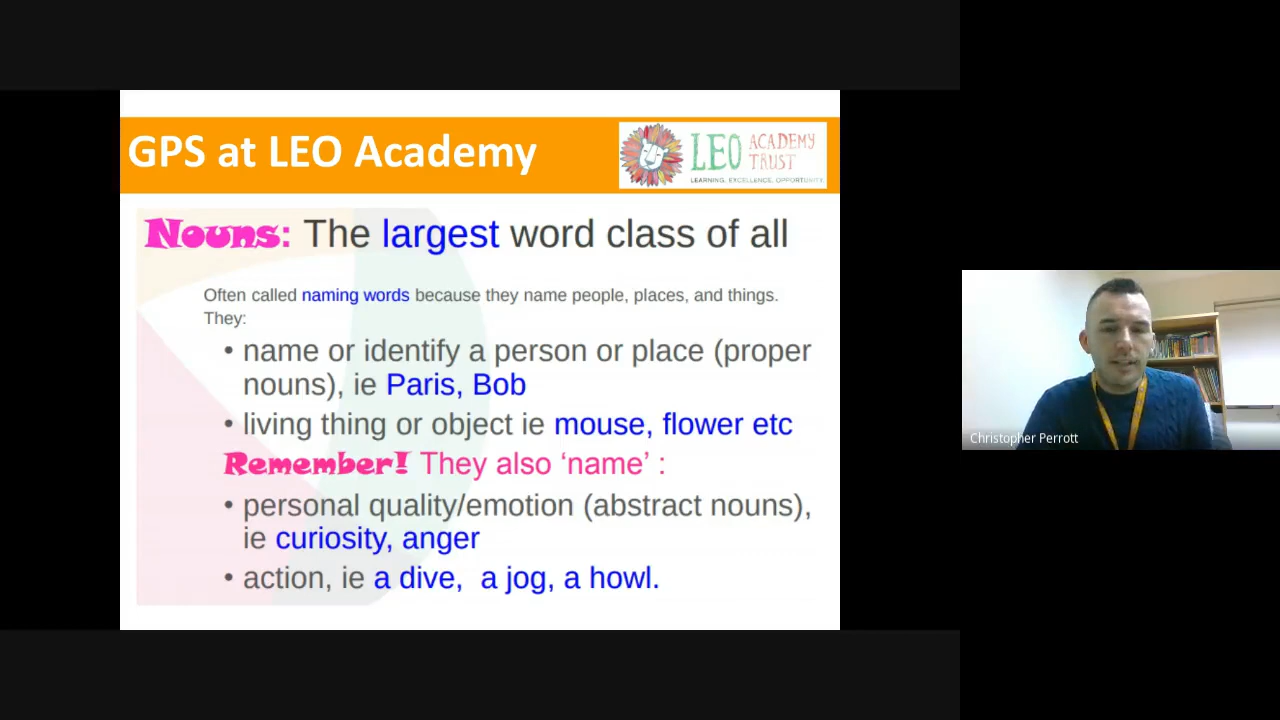 GPS at LEO Academy
LEO ACADEMY TRUST
LEARNING, EXCELLENCE, OPPORTUNITY
Nouns: The largest word class of all
Often called naming words because they name people, places, and things.
They:
• name or identify a person or place (proper
nouns), ie Paris, Bob
• living thing or object ie mouse, flower etc
Remember! They also ‘name’ :
• personal quality/emotion (abstract nouns),
ie curiosity, anger
• action, ie a dive,  a jog, a howl.
Christopher Perrott